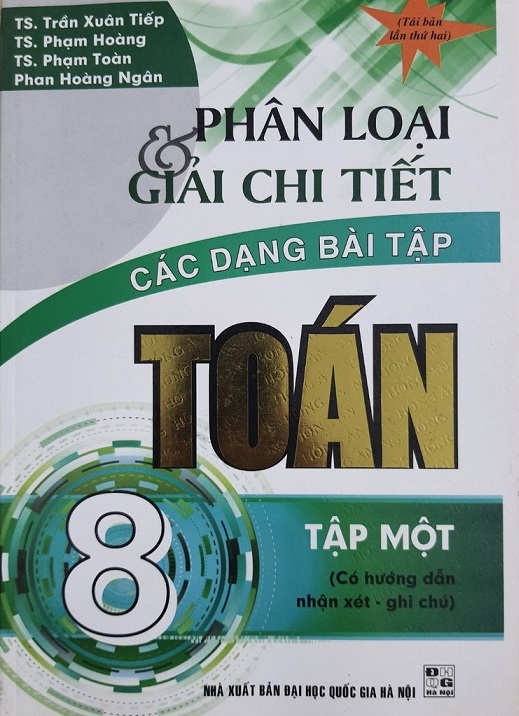 TS. Trần Xuân Tiếp
TS. Phạm Hoàng
TS. Phạm Toàn
Phan Hoàng Ngân
(Tái bản
lần thứ hai)
PHÂN LOẠI
& GIẢI CHI TIẾT
CÁC DẠNG BÀI TẬP
TOÁN
8
TẬP MỘT
(Có hướng dẫn
nhận xét - ghi chú)
NHÀ XUẤT BẢN ĐẠI HỌC QUỐC GIA HÀ NỘI
ĐH
QG
Hà Nội